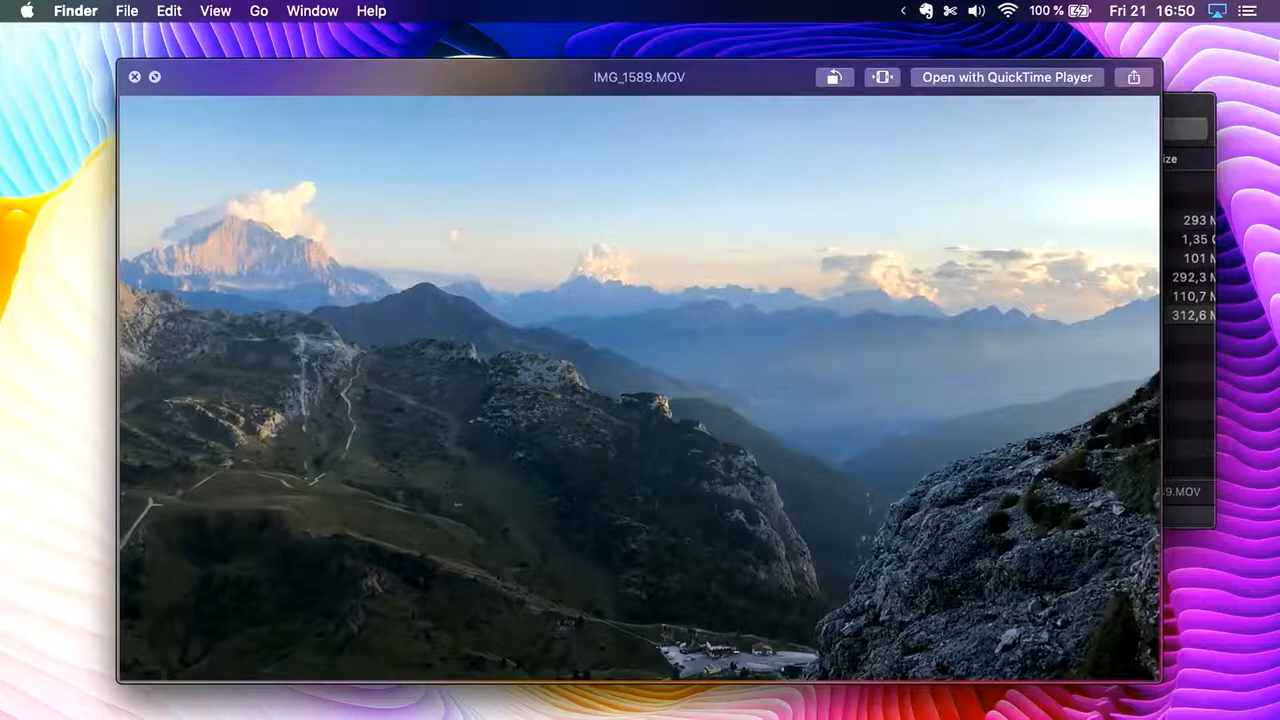 Finder File Edit View Go Window Help 100 % Fri 21 16:50
IMG_1589.MOV Open with QuickTime Player
ize
293 M
1,35 G
101 M
292,3 M
110,7 M
312,6 M
9.MOV